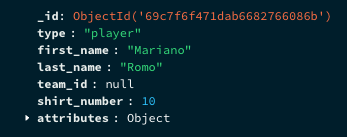 _id: ObjectId('69c7f6f471dab6682766086b')
type : "player"
first_name : "Mariano"
last_name : "Romo"
team_id : null
shirt_number : 10
attributes : Object